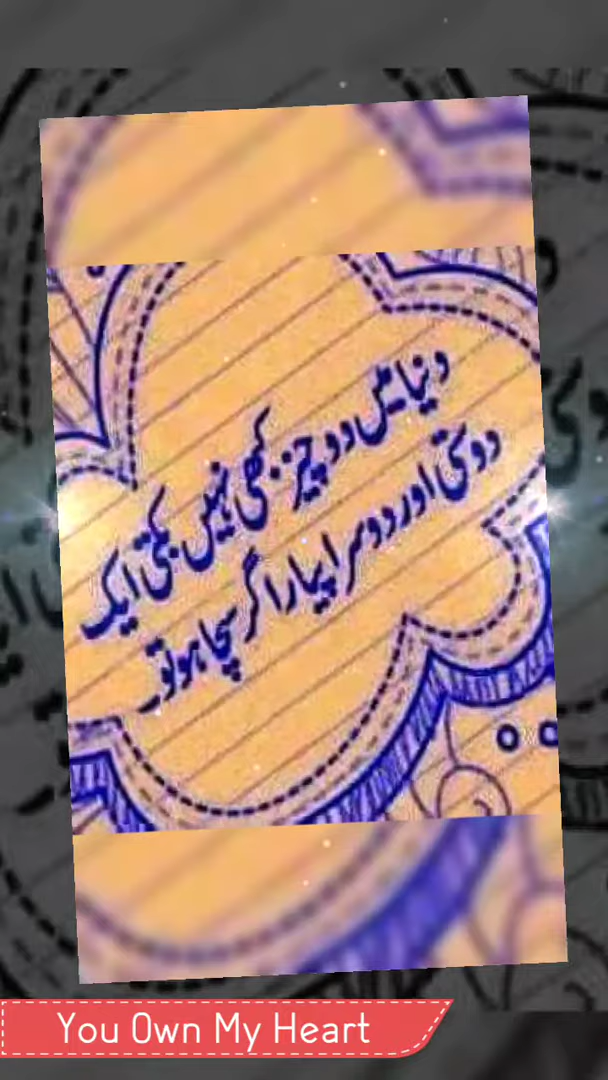 دنیا میں دو چیز کبھی نہیں بکتی ایک
دوستی اور دوسرا پیار اگر سچا ہو تو۔
You Own My Heart